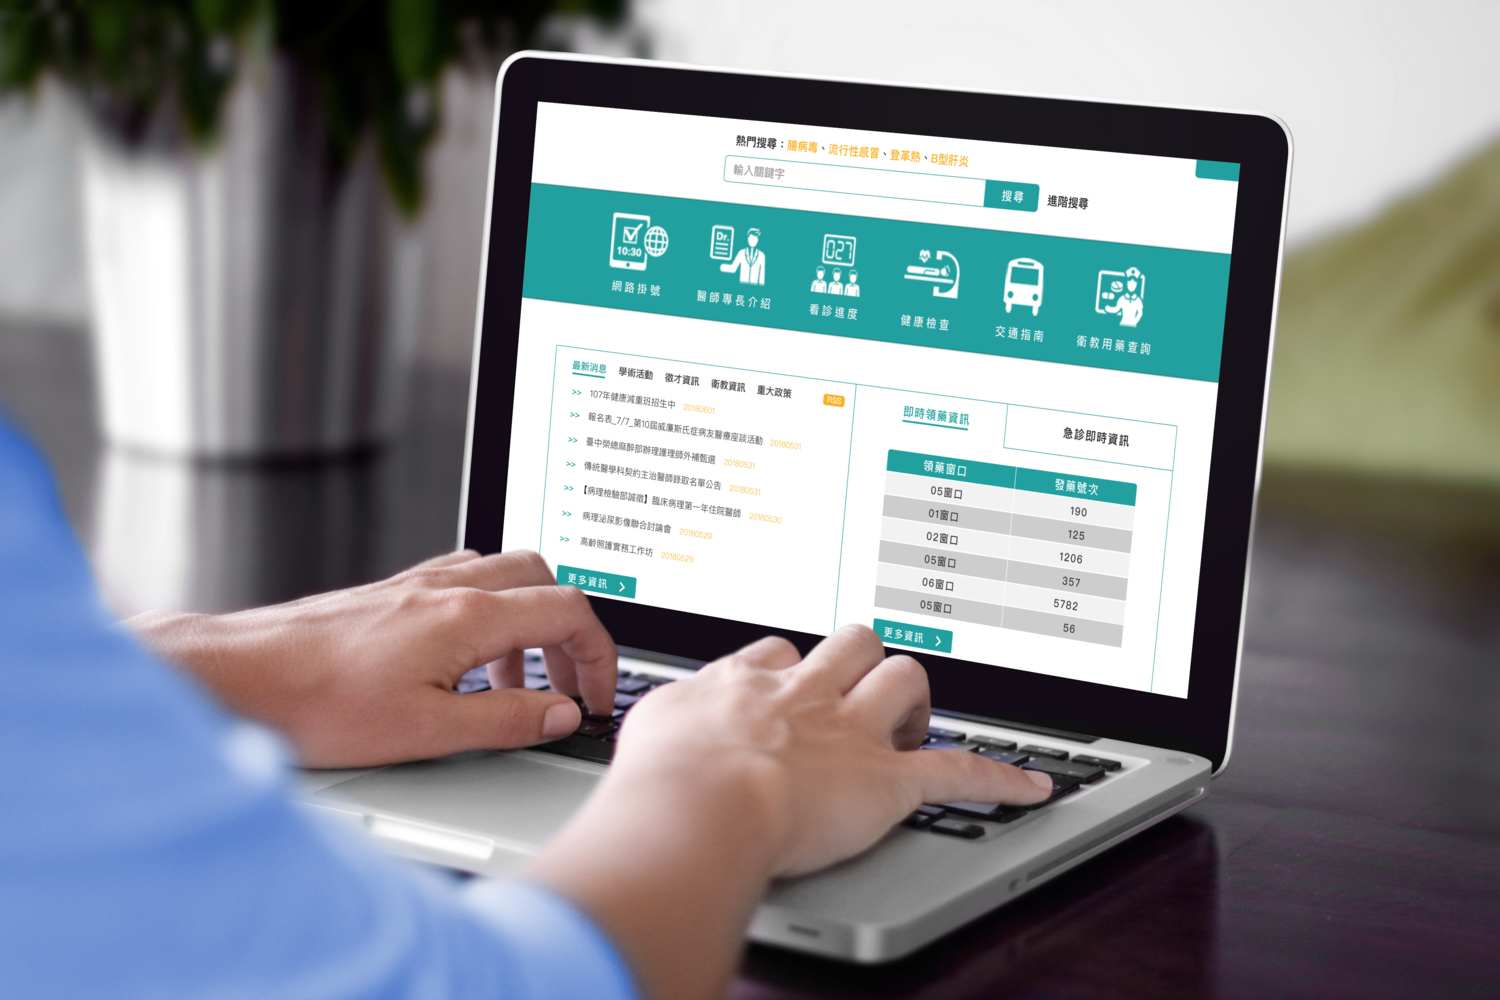 熱門搜尋：腸病毒、流行性感冒、登革熱、B型肝炎
輸入關鍵字
搜尋
進階搜尋
10:30
網路掛號
Dr.
醫師專長介紹
027
看診進度
健康檢查
交通指南
衛教用藥查詢
最新消息 學術活動 徵才資訊 衛教資訊 重大政策 RSS
>> 107年健康減重班招生中 20180601
>> 報名表_7/7_第10屆威廉斯氏症病友醫療座談活動 20180531
>> 臺中榮總麻醉部辦理護理師外補甄選 20180531
>> 傳統醫學科契約主治醫師錄取名單公告 20180531
>> 【病理檢驗部誠徵】臨床病理第一年住院醫師 20180530
>> 病理泌尿影像聯合討論會 20180529
>> 高齡照護實務工作坊 20180529
更多資訊 >
即時領藥資訊
急診即時資訊
領藥窗口 發藥號次
05窗口 190
01窗口 125
02窗口 1206
05窗口 357
06窗口 5782
05窗口 56
更多資訊 >